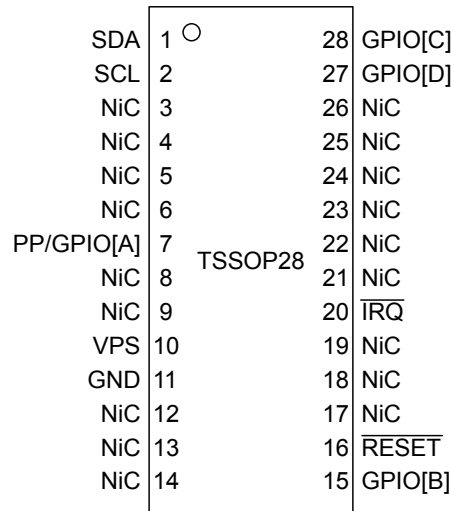 SDA 1 28 GPIO[C]
SCL 2 27 GPIO[D]
NiC 3 26 NiC
NiC 4 25 NiC
NiC 5 24 NiC
NiC 6 23 NiC
PP/GPIO[A] 7 22 NiC
TSSOP28
NiC 8 21 NiC
NiC 9 20 IRQ
VPS 10 19 NiC
GND 11 18 NiC
NiC 12 17 NiC
NiC 13 16 RESET
NiC 14 15 GPIO[B]